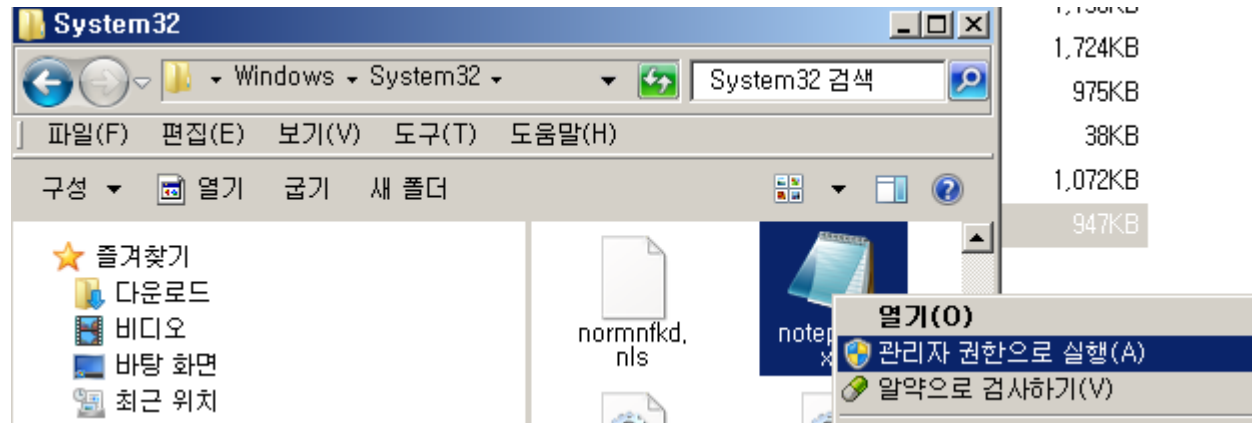 System32
Windows System32
System32 검색
파일(F) 편집(E) 보기(V) 도구(T) 도움말(H)
구성 열기 굽기 새 폴더
즐겨찾기
다운로드
비디오
바탕 화면
최근 위치
normnfkd.
nls
열기(O)
관리자 권한으로 실행(A)
알약으로 검사하기(V)
1,724KB
975KB
38KB
1,072KB
947KB